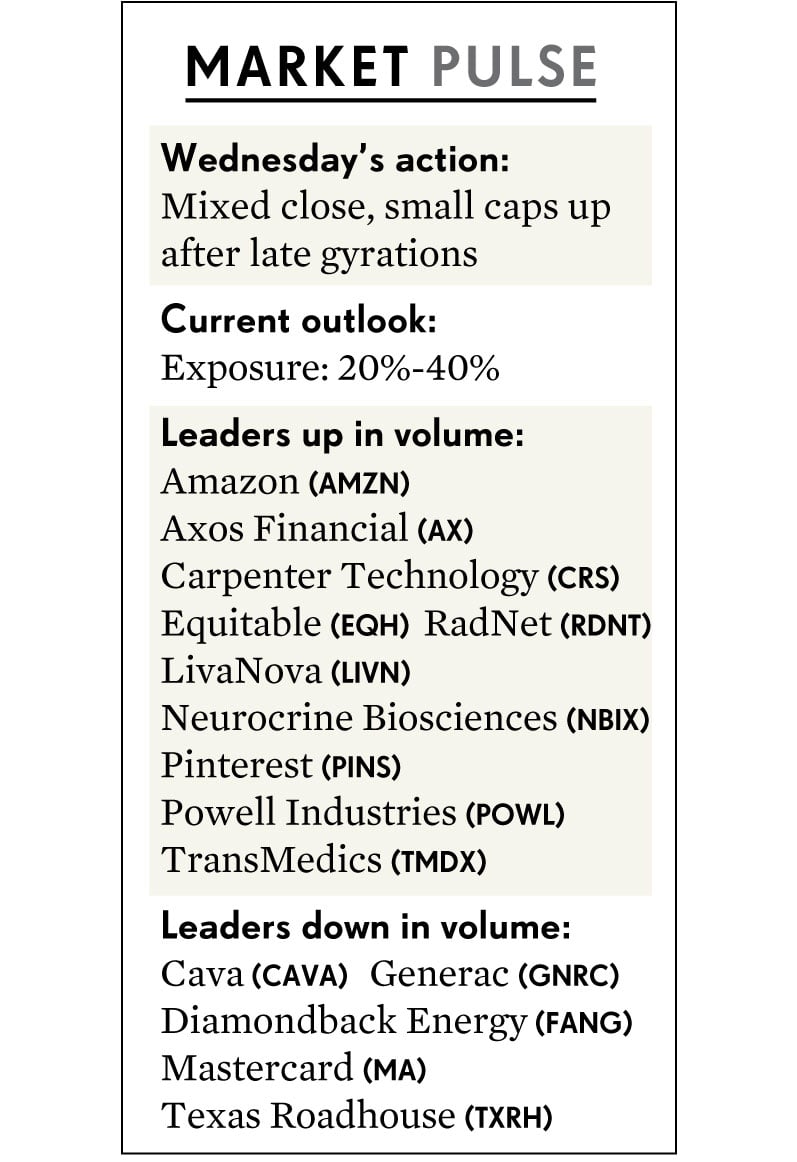 MARKET PULSE
Wednesday’s action:
Mixed close, small caps up
after late gyrations
Current outlook:
Exposure: 20%-40%
Leaders up in volume:
Amazon (AMZN)
Axos Financial (AX)
Carpenter Technology (CRS)
Equitable (EQH) RadNet (RDNT)
LivaNova (LIVN)
Neurocrine Biosciences (NBIX)
Pinterest (PINS)
Powell Industries (POWL)
TransMedics (TMDX)
Leaders down in volume:
Cava (CAVA) Generac (GNRC)
Diamondback Energy (FANG)
Mastercard (MA)
Texas Roadhouse (TXRH)